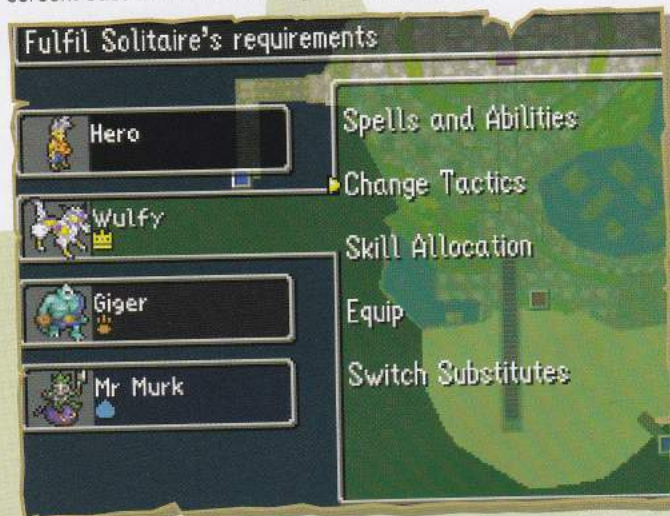 Fulfil Solitaire's requirements
Hero
Wulfy
Giger
Mr Murk
Spells and Abilities
Change Tactics
Skill Allocation
Equip
Switch Substitutes